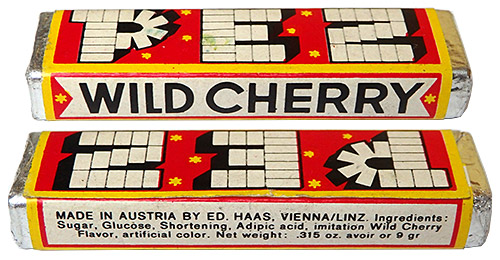 PEZ
WILD CHERRY
PEZ
MADE IN AUSTRIA BY ED. HAAS, VIENNA/LINZ. Ingredients:
Sugar, Glucose, Shortening, Adipic acid, imitation Wild Cherry
Flavor, artificial color. Net weight: .315 oz. avoir or 9 gr